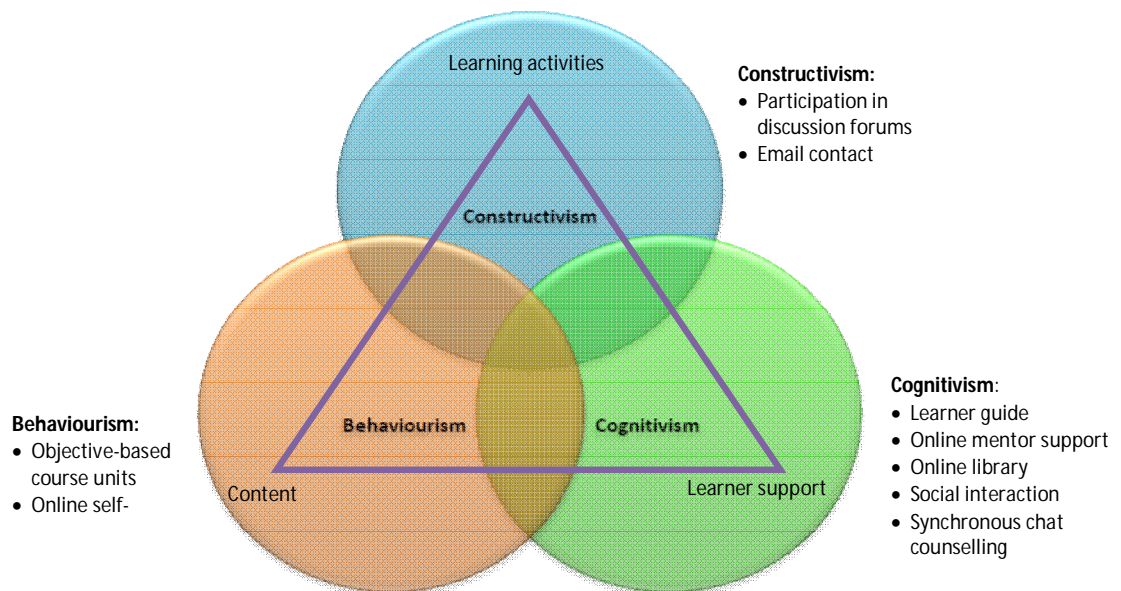 Learning activities
Constructivism:
• Participation in
discussion forums
• Email contact
Constructivism
Behaviourism:
• Objective-based
course units
• Online self-
Behaviourism
Content
Cognitivism
Learner support
Cognitivism:
• Learner guide
• Online mentor support
• Online library
• Social interaction
• Synchronous chat
counselling